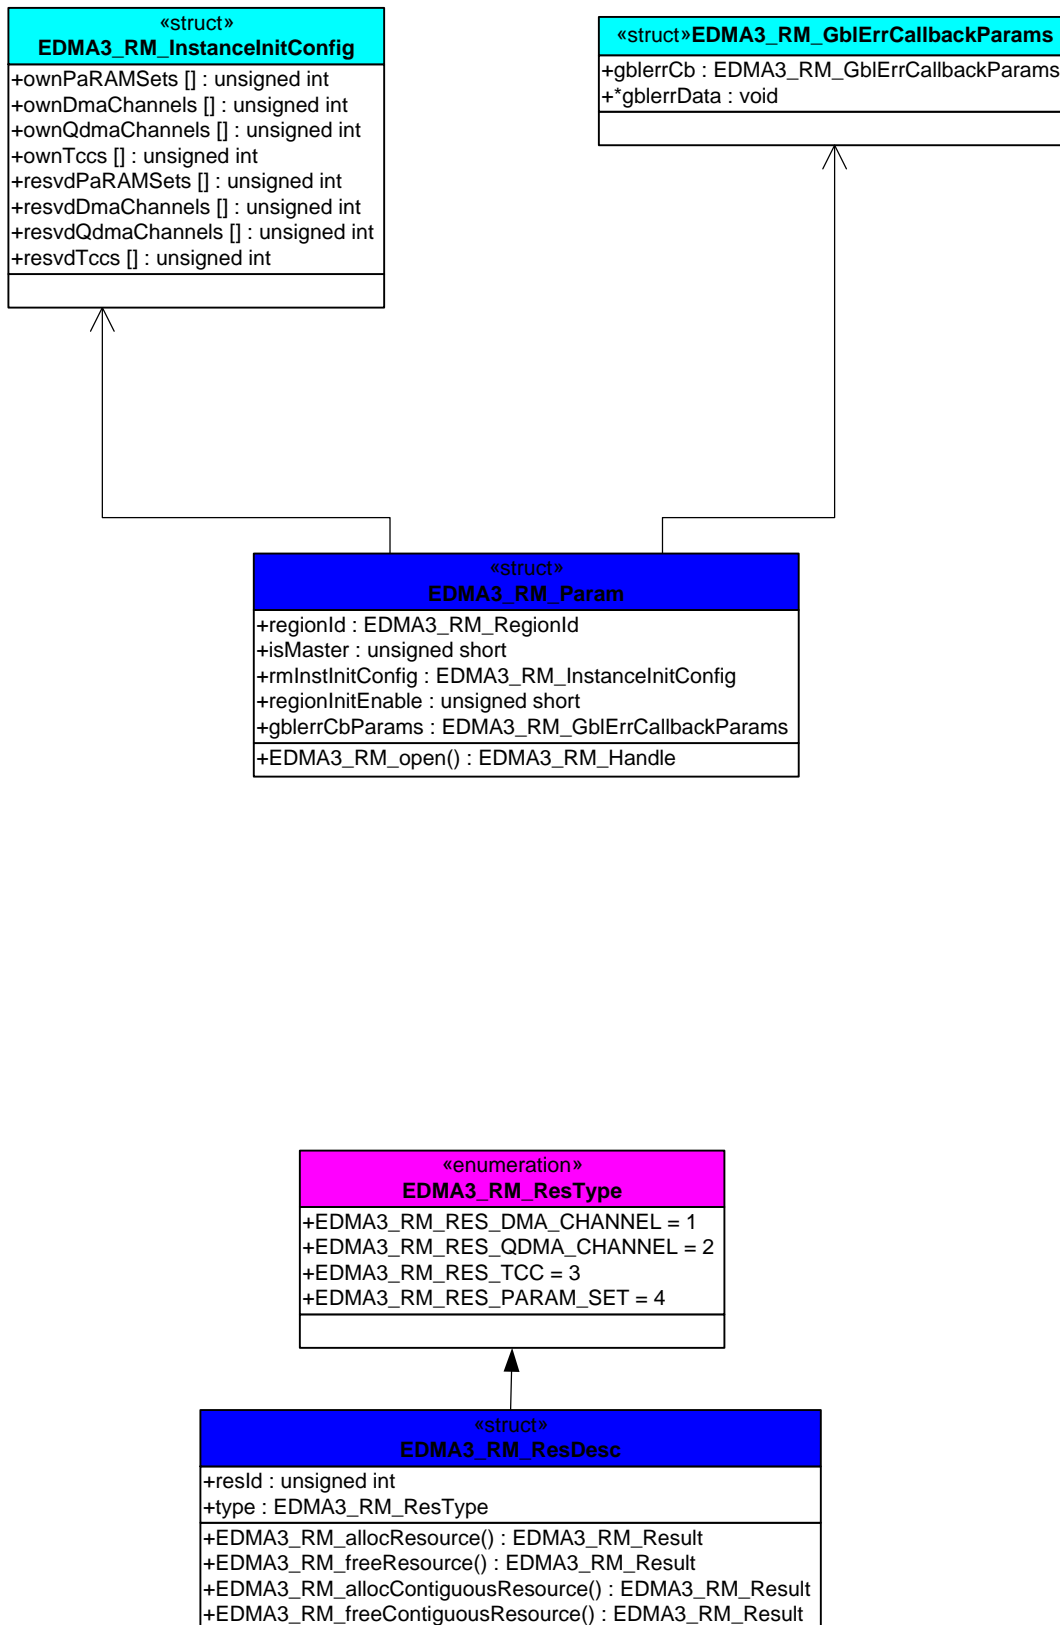 «struct»
EDMA3_RM_InstanceInitConfig
+ownPaRAMSets [] : unsigned int
+ownDmaChannels [] : unsigned int
+ownQdmaChannels [] : unsigned int
+ownTccs [] : unsigned int
+resvdPaRAMSets [] : unsigned int
+resvdDmaChannels [] : unsigned int
+resvdQdmaChannels [] : unsigned int
+resvdTccs [] : unsigned int
«struct»EDMA3_RM_GblErrCallbackParams
+gblerrCb : EDMA3_RM_GblErrCallbackParams
+*gblerrData : void
«struct»
EDMA3_RM_Param
+regionId : EDMA3_RM_RegionId
+isMaster : unsigned short
+rmInstInitConfig : EDMA3_RM_InstanceInitConfig
+regionInitEnable : unsigned short
+gblerrCbParams : EDMA3_RM_GblErrCallbackParams
+EDMA3_RM_open() : EDMA3_RM_Handle
«enumeration»
EDMA3_RM_ResType
+EDMA3_RM_RES_DMA_CHANNEL = 1
+EDMA3_RM_RES_QDMA_CHANNEL = 2
+EDMA3_RM_RES_TCC = 3
+EDMA3_RM_RES_PARAM_SET = 4
«struct»
EDMA3_RM_ResDesc
+resId : unsigned int
+type : EDMA3_RM_ResType
+EDMA3_RM_allocResource() : EDMA3_RM_Result
+EDMA3_RM_freeResource() : EDMA3_RM_Result
+EDMA3_RM_allocContiguousResource() : EDMA3_RM_Result
+EDMA3_RM_freeContiguousResource() : EDMA3_RM_Result